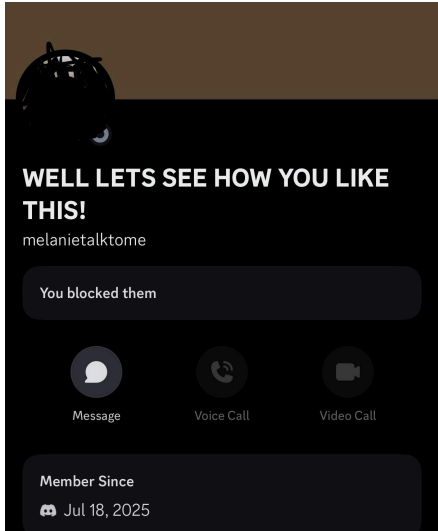 WELL LETS SEE HOW YOU LIKE
THIS!
melanietalktome
You blocked them
Message
Voice Call
Video Call
Member Since
Jul 18, 2025